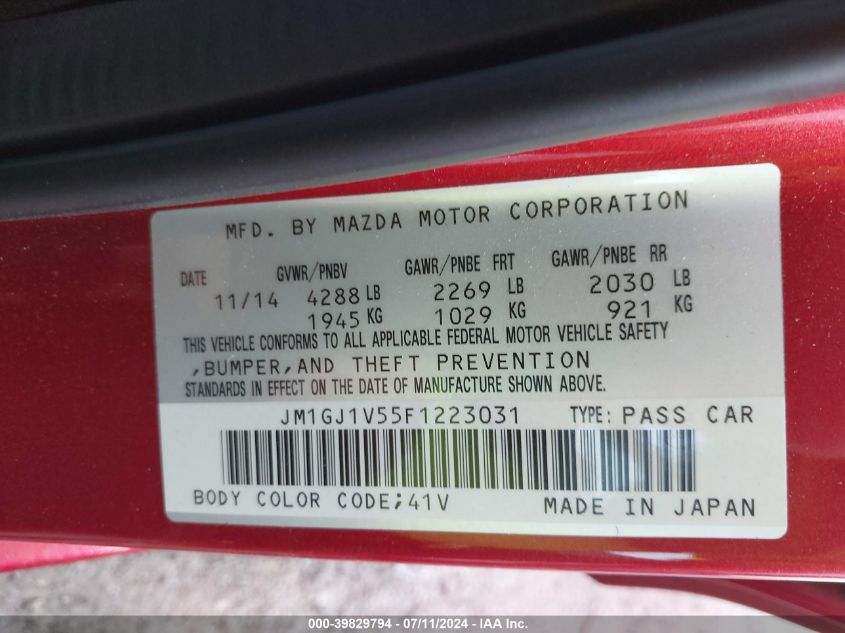 MFD. BY MAZDA MOTOR CORPORATION
DATE GVWR/PNBV GAWR/PNBE FRT GAWR/PNBE RR
11/14 4288 LB 2269 LB 2030 LB
1945 KG 1029 KG 921 KG
THIS VEHICLE CONFORMS TO ALL APPLICABLE FEDERAL MOTOR VEHICLE SAFETY
,BUMPER,AND THEFT PREVENTION
STANDARDS IN EFFECT ON THE DATE OF MANUFACTURE SHOWN ABOVE.
JM1GJ1V55F1223031 TYPE: PASS CAR
BODY COLOR CODE;41V MADE IN JAPAN
000-39829794 - 07/11/2024 - IAA Inc.